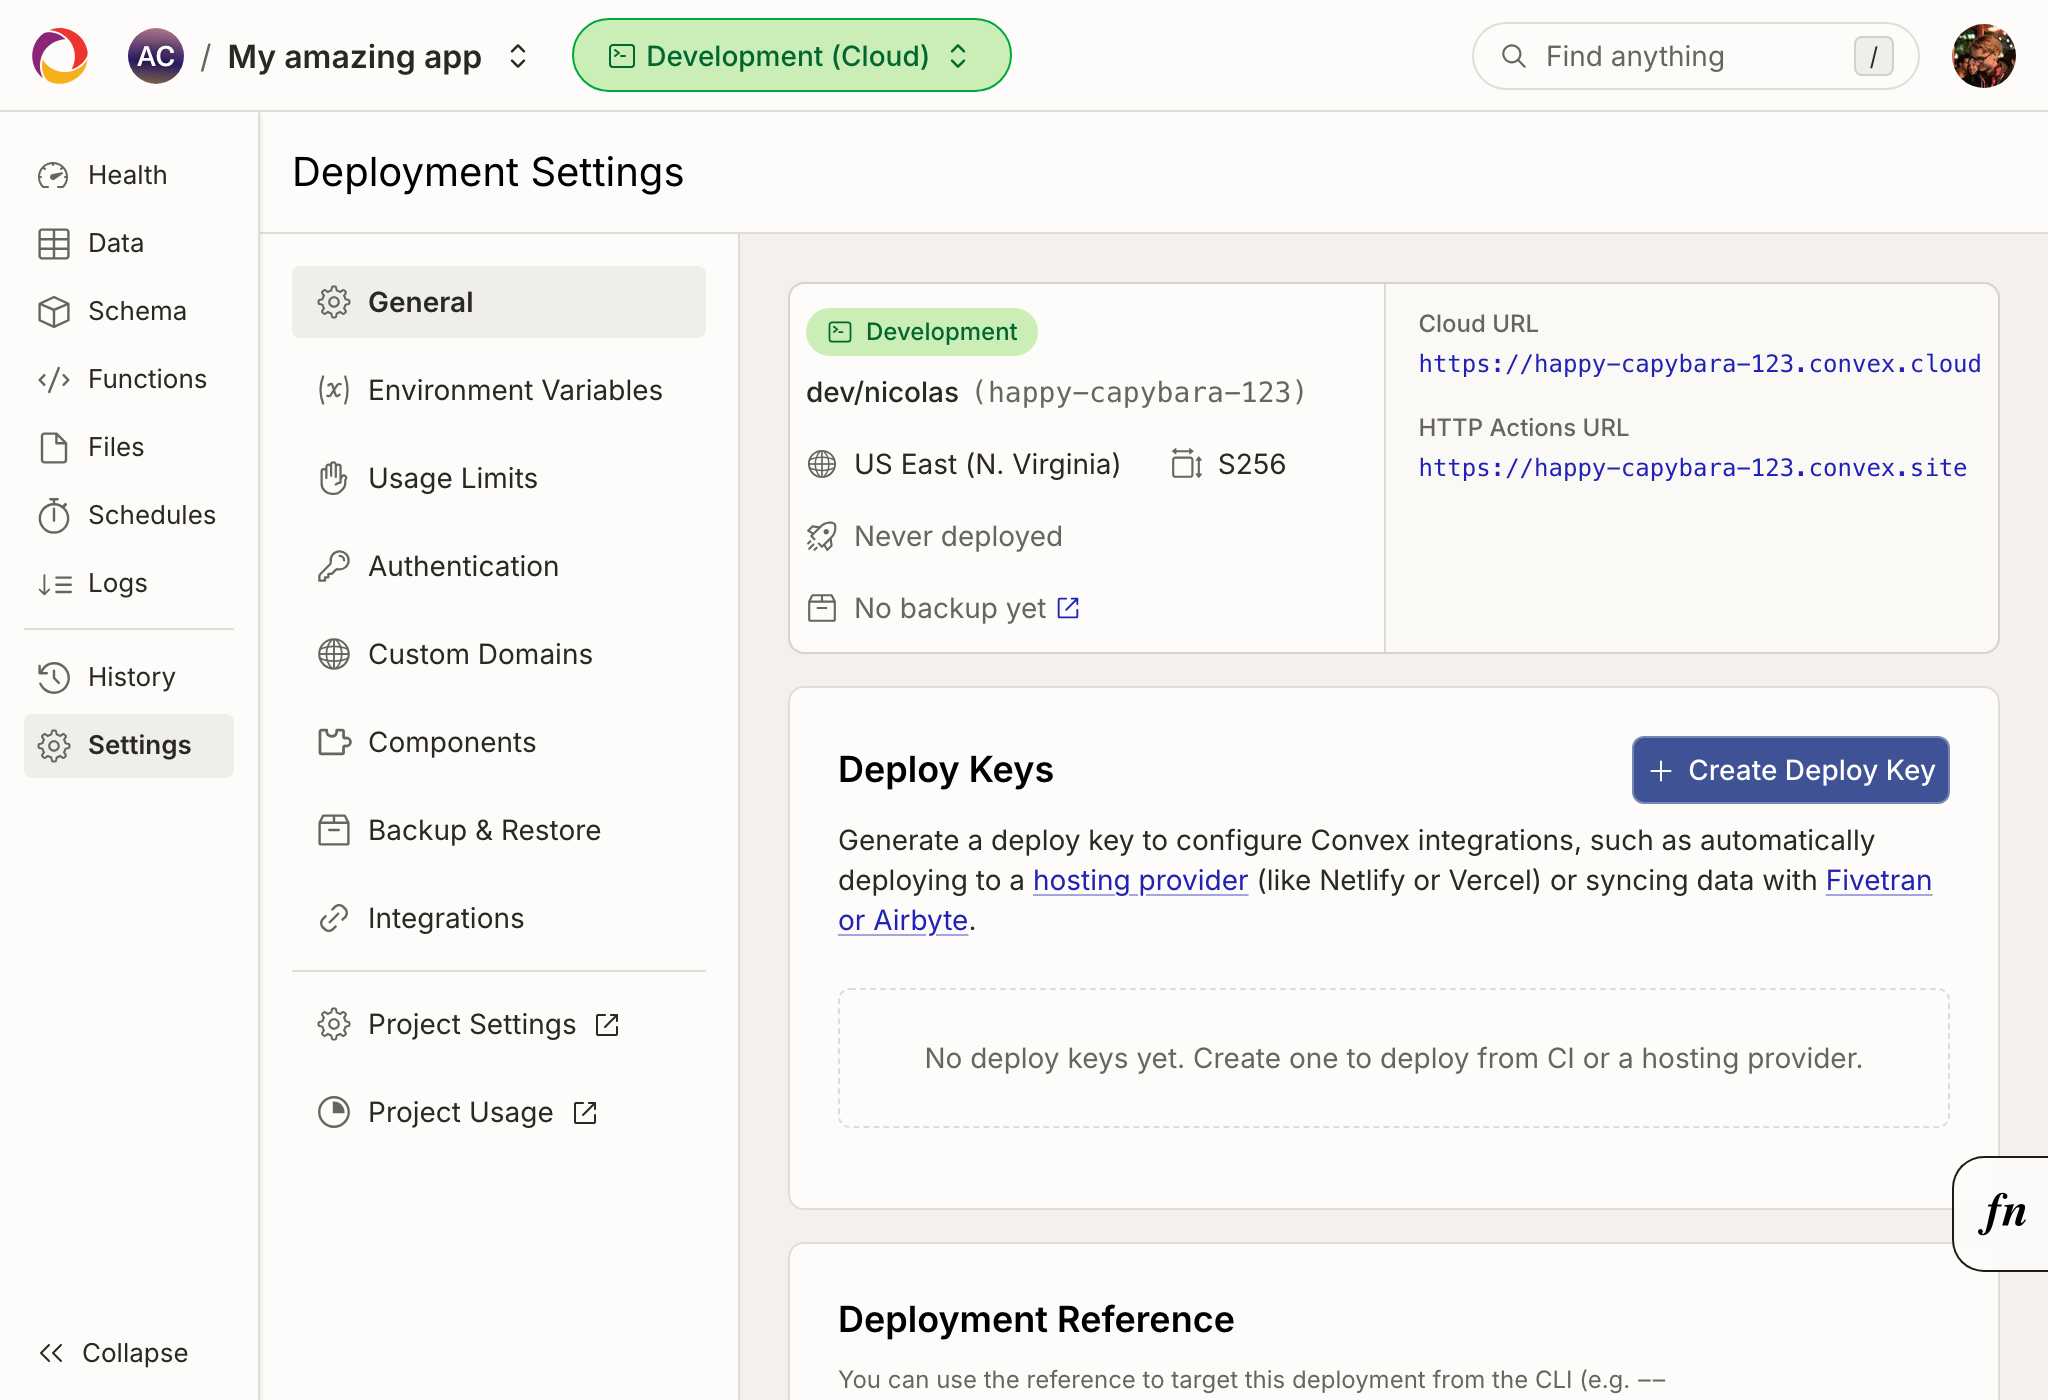 AC / My amazing app
Development (Cloud)
Find anything /
Health
Data
Schema
Functions
Files
Schedules
Logs
History
Settings
Collapse
Deployment Settings
General
Environment Variables
Usage Limits
Authentication
Custom Domains
Components
Backup & Restore
Integrations
Project Settings
Project Usage
Development
dev/nicolas (happy-capybara-123)
US East (N. Virginia) S256
Never deployed
No backup yet
Cloud URL
https://happy-capybara-123.convex.cloud
HTTP Actions URL
https://happy-capybara-123.convex.site
Deploy Keys
+ Create Deploy Key
Generate a deploy key to configure Convex integrations, such as automatically
deploying to a hosting provider (like Netlify or Vercel) or syncing data with Fivetran
or Airbyte.
No deploy keys yet. Create one to deploy from CI or a hosting provider.
fn
Deployment Reference
You can use the reference to target this deployment from the CLI (e.g. --